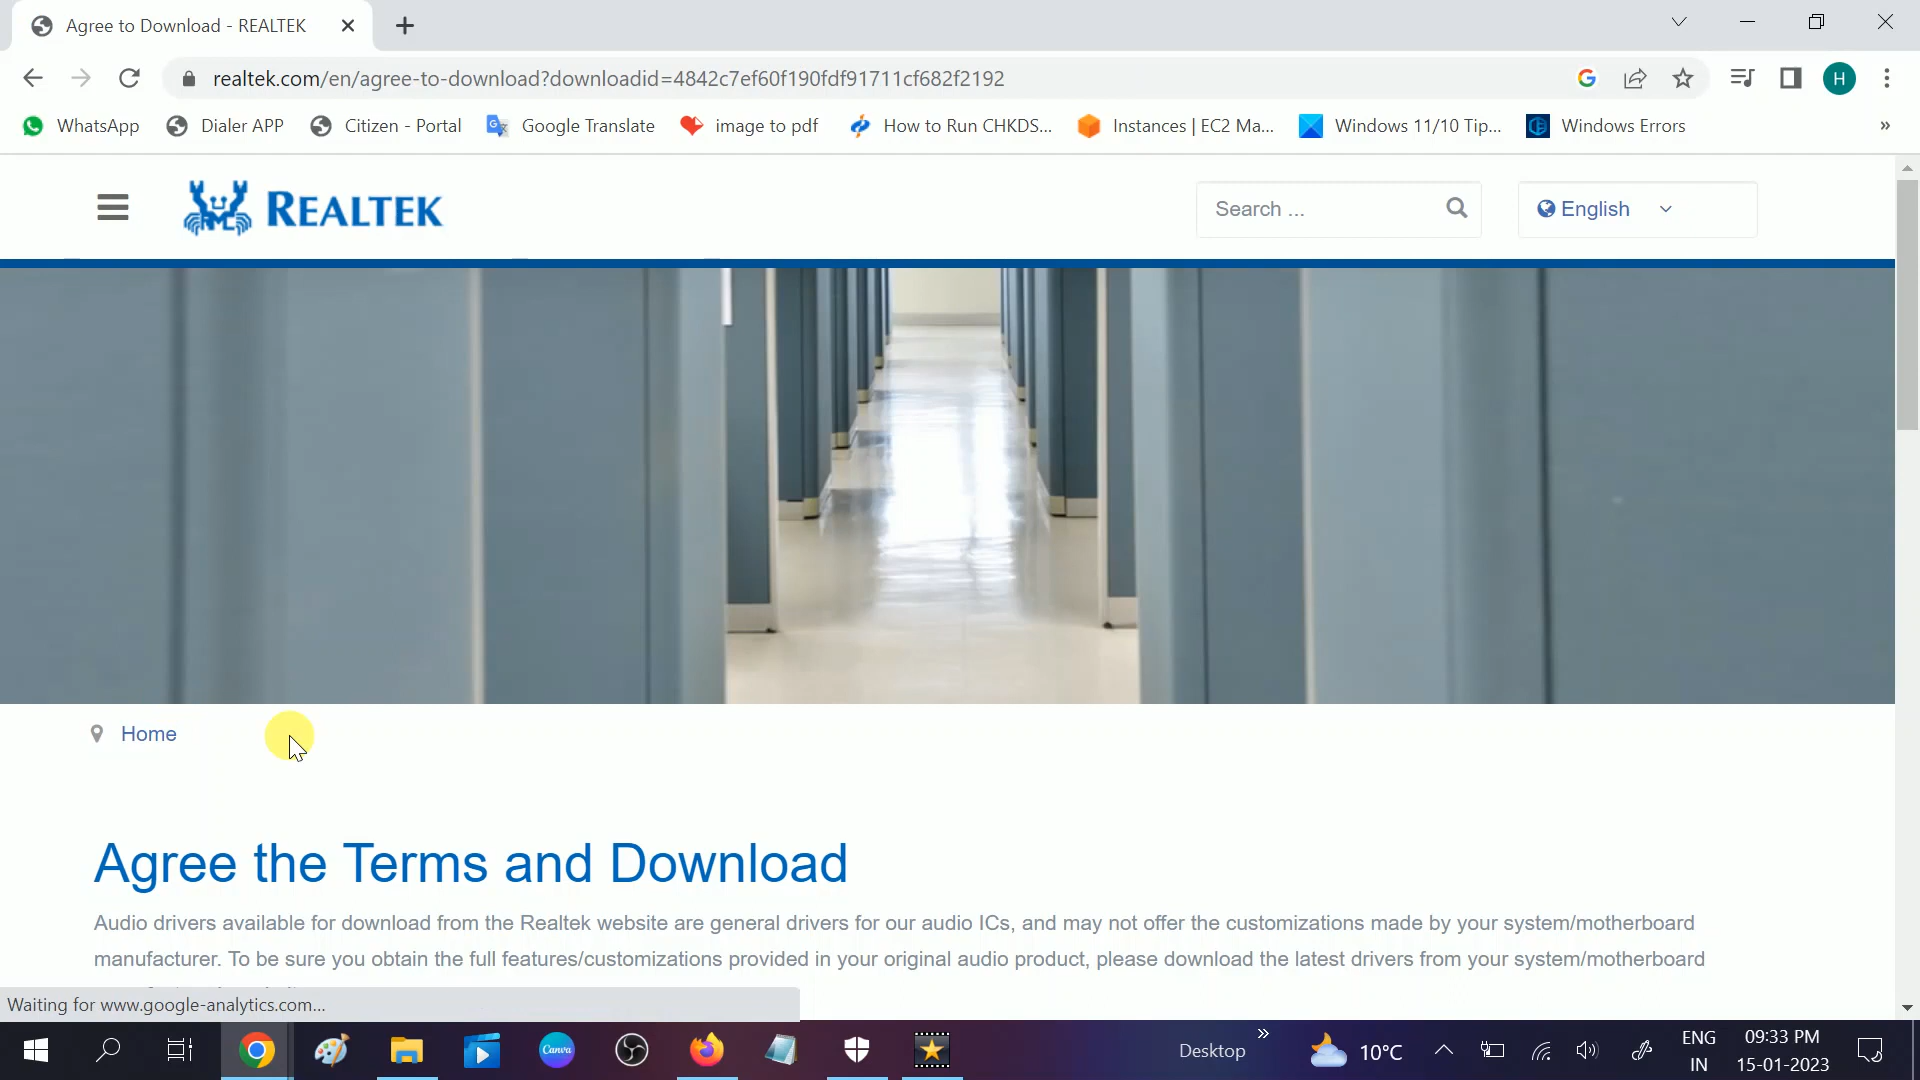 Agree to Download - REALTEK
realtek.com/en/agree-to-download?downloadid=4842c7ef60f190fdf91711cf682f2192
H
WhatsApp Dialer APP Citizen - Portal Google Translate image to pdf How to Run CHKDS... Instances | EC2 Ma... Windows 11/10 Tip... Windows Errors »
REALTEK
Search ...
English
Home
Agree the Terms and Download
Audio drivers available for download from the Realtek website are general drivers for our audio ICs, and may not offer the customizations made by your system/motherboard
manufacturer. To be sure you obtain the full features/customizations provided in your original audio product, please download the latest drivers from your system/motherboard
Waiting for www.google-analytics.com...
Canva
Desktop
10°C
ENG
IN
09:33 PM
15-01-2023